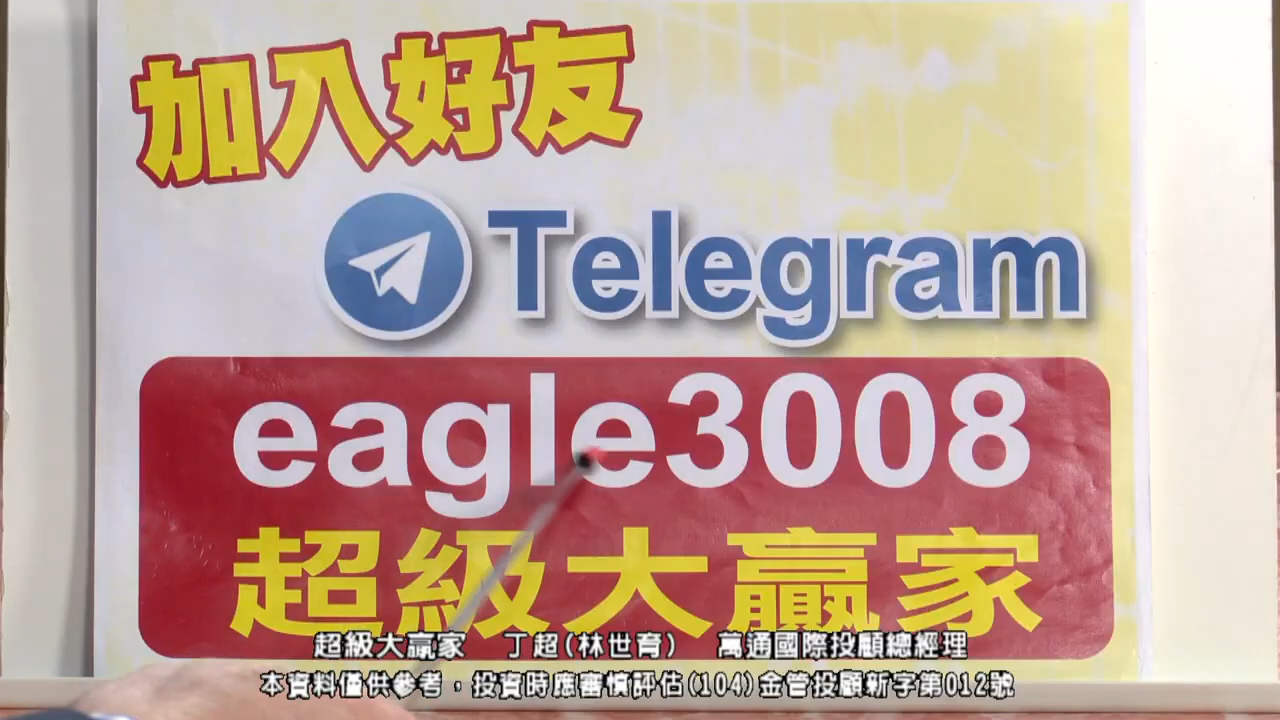 加入好友
Telegram
eagle3008
超級大贏家
超級大贏家 丁超(林世育) 萬通國際投顧總經理
本資料僅供參考，投資時應審慎評估(104)金管投顧新字第012號